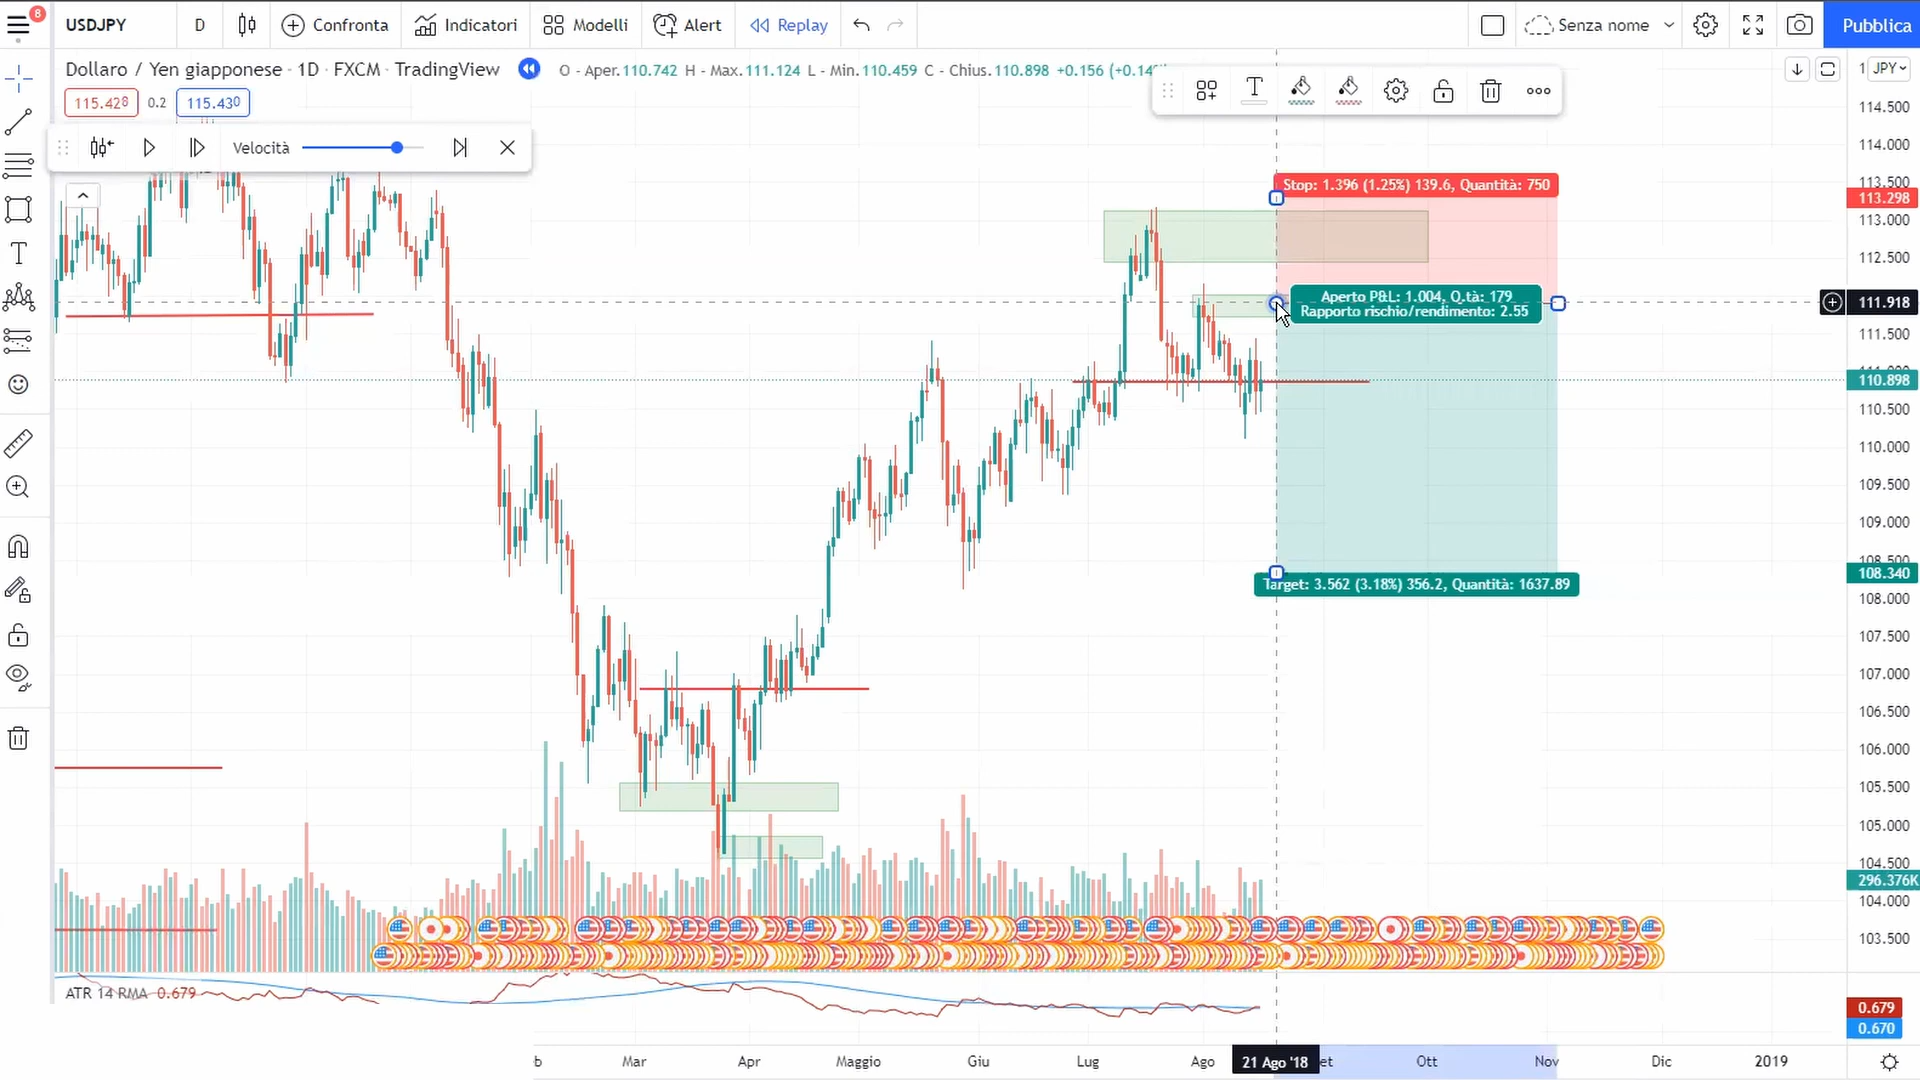 8
USDJPY
D
Confronta
Indicatori
Modelli
Alert
Replay
Senza nome
Pubblica
Dollaro / Yen giapponese · 1D · FXCM · TradingView
O - Aper.110.742 H - Max.111.124 L - Min.110.459 C - Chius.110.898 +0.156
1 JPY
115.428
0.2
115.430
Velocità
114.500
114.000
113.500
113.298
113.000
112.500
111.918
111.500
110.898
110.500
110.000
109.500
109.000
108.500
108.340
108.000
107.500
107.000
106.500
106.000
105.500
105.000
104.500
296.376K
104.000
103.500
Stop: 1.396 (1.25%) 139.6, Quantità: 750
Aperto P&L: 1.004, Q.tà: 179
Rapporto rischio/rendimento: 2.55
Target: 3.562 (3.18%) 356.2, Quantità: 1637.89
ATR 14 RMA 0.679
0.679
0.670
b
Mar
Apr
Maggio
Giu
Lug
Ago
21 Ago '18
et
Ott
Nov
Dic
2019